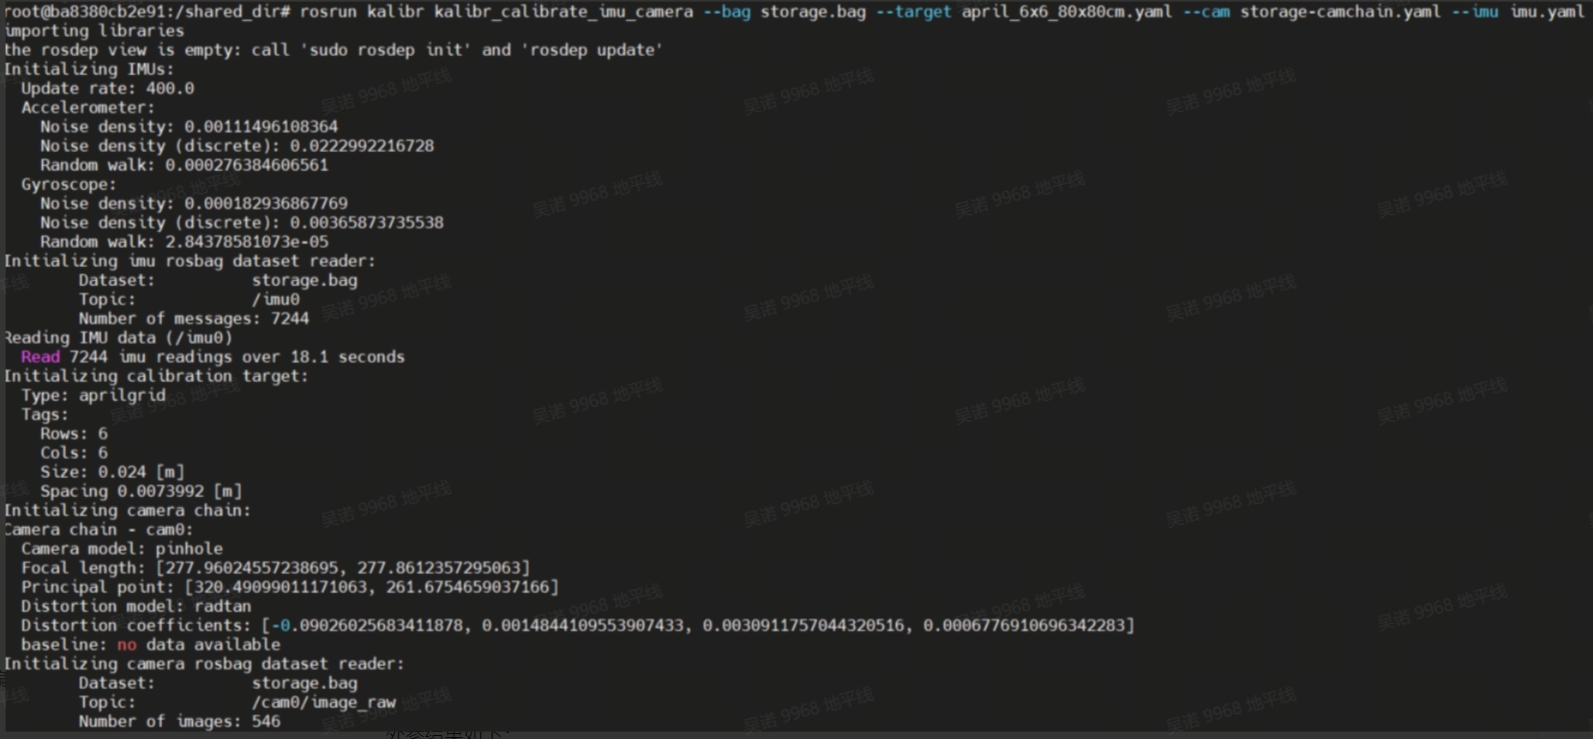 root@ba8380cb2e91:/shared_dir# rosrun kalibr kalibr_calibrate_imu_camera --bag storage.bag --target april_6x6_80x80cm.yaml --cam storage-camchain.yaml --imu imu.yaml
importing libraries
the rosdep view is empty: call 'sudo rosdep init' and 'rosdep update'
Initializing IMUs:
  Update rate: 400.0
  Accelerometer:
    Noise density: 0.00111496108364
    Noise density (discrete): 0.0222992216728
    Random walk: 0.000276384606561
  Gyroscope:
    Noise density: 0.000182936867769
    Noise density (discrete): 0.00365873735538
    Random walk: 2.84378581073e-05
Initializing imu rosbag dataset reader:
        Dataset:          storage.bag
        Topic:            /imu0
        Number of messages: 7244
Reading IMU data (/imu0)
  Read 7244 imu readings over 18.1 seconds
Initializing calibration target:
  Type: aprilgrid
  Tags:
    Rows: 6
    Cols: 6
    Size: 0.024 [m]
    Spacing 0.0073992 [m]
Initializing camera chain:
Camera chain - cam0:
  Camera model: pinhole
  Focal length: [277.96024557238695, 277.8612357295063]
  Principal point: [320.49099011171063, 261.6754659037166]
  Distortion model: radtan
  Distortion coefficients: [-0.09026025683411878, 0.0014844109553907433, 0.0030911757044320516, 0.0006776910696342283]
  baseline: no data available
Initializing camera rosbag dataset reader:
        Dataset:          storage.bag
        Topic:            /cam0/image_raw
        Number of images: 546
吴诺 9968 地平线